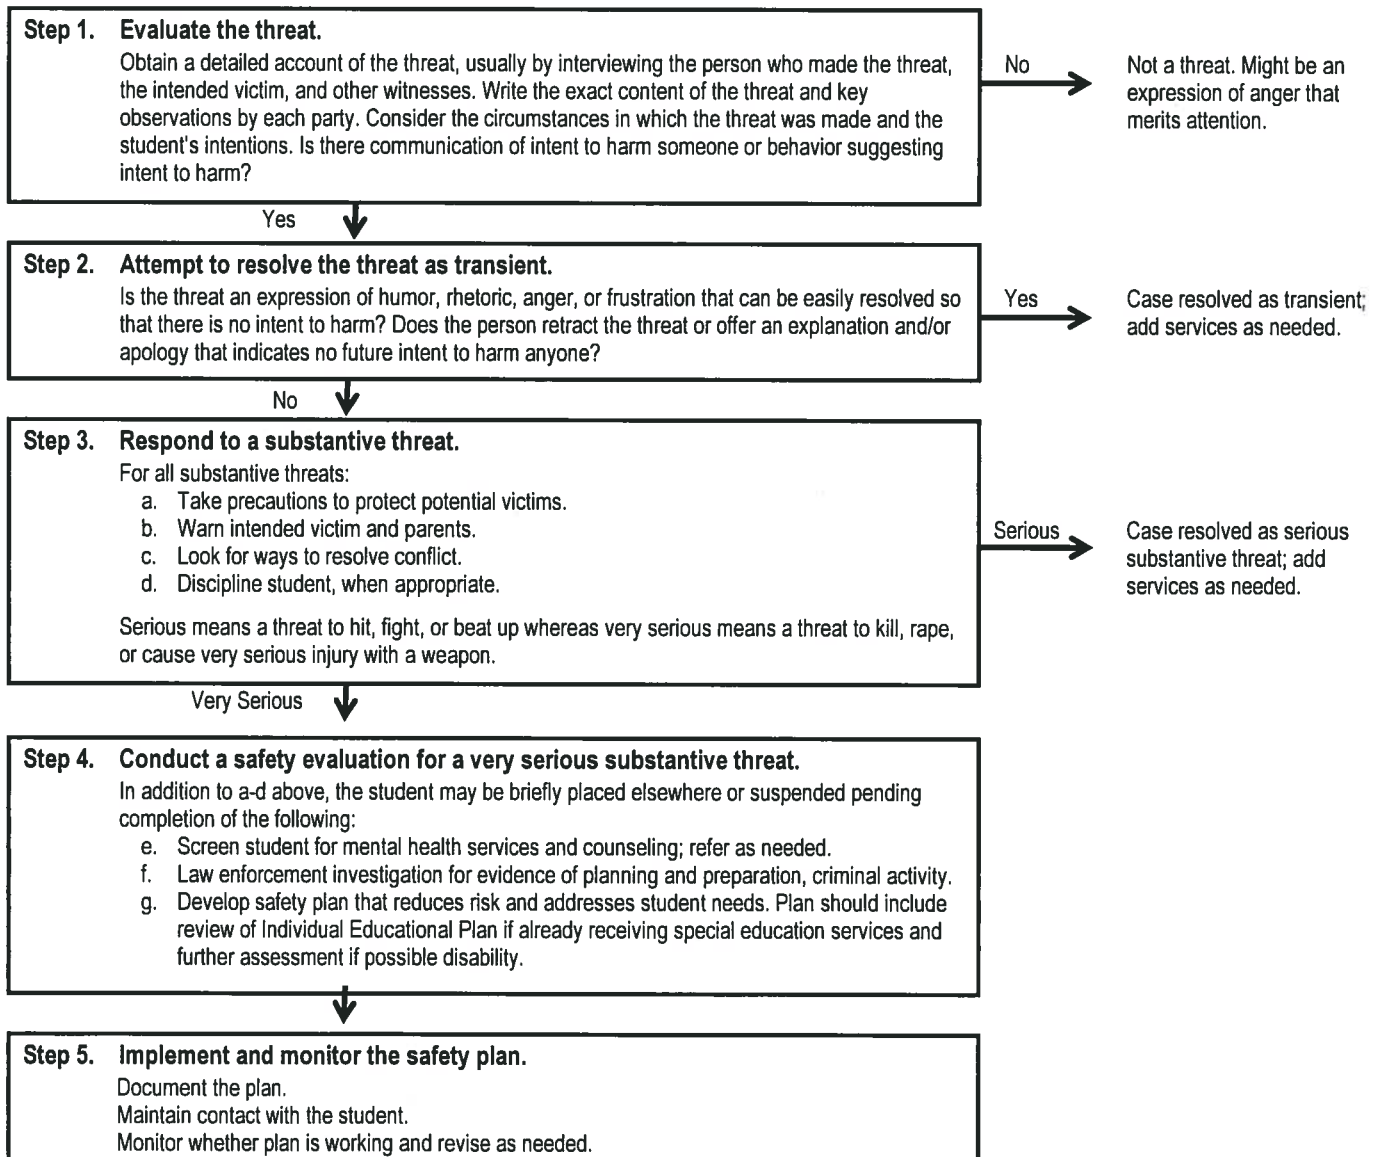 Step 1. Evaluate the threat.
Obtain a detailed account of the threat, usually by interviewing the person who made the threat,
the intended victim, and other witnesses. Write the exact content of the threat and key
observations by each party. Consider the circumstances in which the threat was made and the
student's intentions. Is there communication of intent to harm someone or behavior suggesting
intent to harm?
No
Not a threat. Might be an
expression of anger that
merits attention.
Yes
Step 2. Attempt to resolve the threat as transient.
Is the threat an expression of humor, rhetoric, anger, or frustration that can be easily resolved so
that there is no intent to harm? Does the person retract the threat or offer an explanation and/or
apology that indicates no future intent to harm anyone?
Yes
Case resolved as transient;
add services as needed.
No
Step 3. Respond to a substantive threat.
For all substantive threats:
a. Take precautions to protect potential victims.
b. Warn intended victim and parents.
c. Look for ways to resolve conflict.
d. Discipline student, when appropriate.
Serious means a threat to hit, fight, or beat up whereas very serious means a threat to kill, rape,
or cause very serious injury with a weapon.
Serious
Case resolved as serious
substantive threat; add
services as needed.
Very Serious
Step 4. Conduct a safety evaluation for a very serious substantive threat.
In addition to a-d above, the student may be briefly placed elsewhere or suspended pending
completion of the following:
e. Screen student for mental health services and counseling; refer as needed.
f. Law enforcement investigation for evidence of planning and preparation, criminal activity.
g. Develop safety plan that reduces risk and addresses student needs. Plan should include
review of Individual Educational Plan if already receiving special education services and
further assessment if possible disability.
Step 5. Implement and monitor the safety plan.
Document the plan.
Maintain contact with the student.
Monitor whether plan is working and revise as needed.